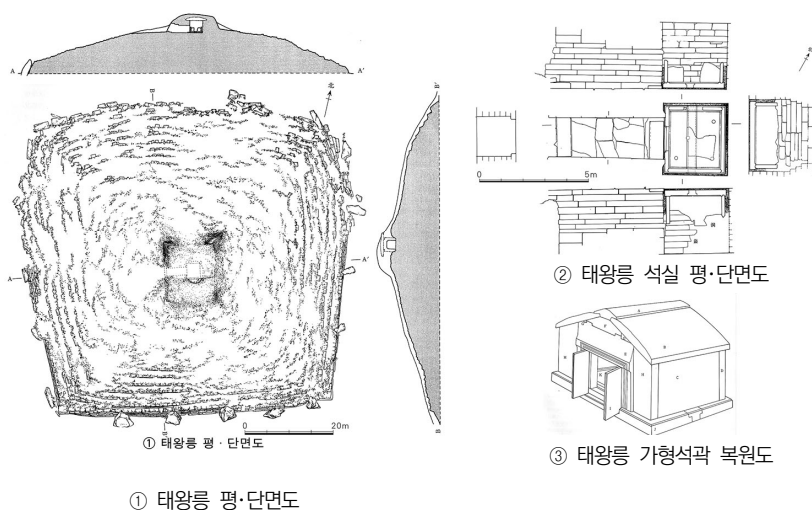 A
A'
北
B
A
A'
B
0
20m
① 태왕릉 평 · 단면도
① 태왕릉 평·단면도
B'
B
北
0
5m
② 태왕릉 석실 평·단면도
③ 태왕릉 가형석곽 복원도